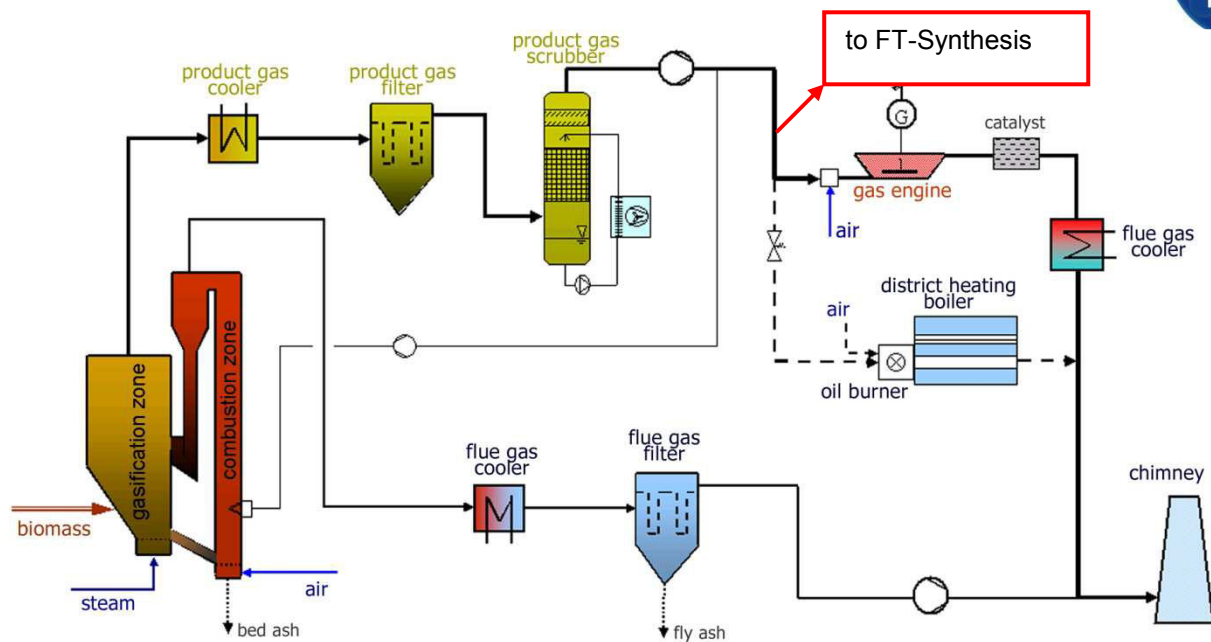 to FT-Synthesis
product gas
scrubber
product gas
cooler
product gas
filter
G
catalyst
gas engine
air
flue gas
cooler
district heating
boiler
air
oil burner
gasification zone
combustion zone
flue gas
cooler
flue gas
filter
chimney
biomass
steam
air
bed ash
fly ash